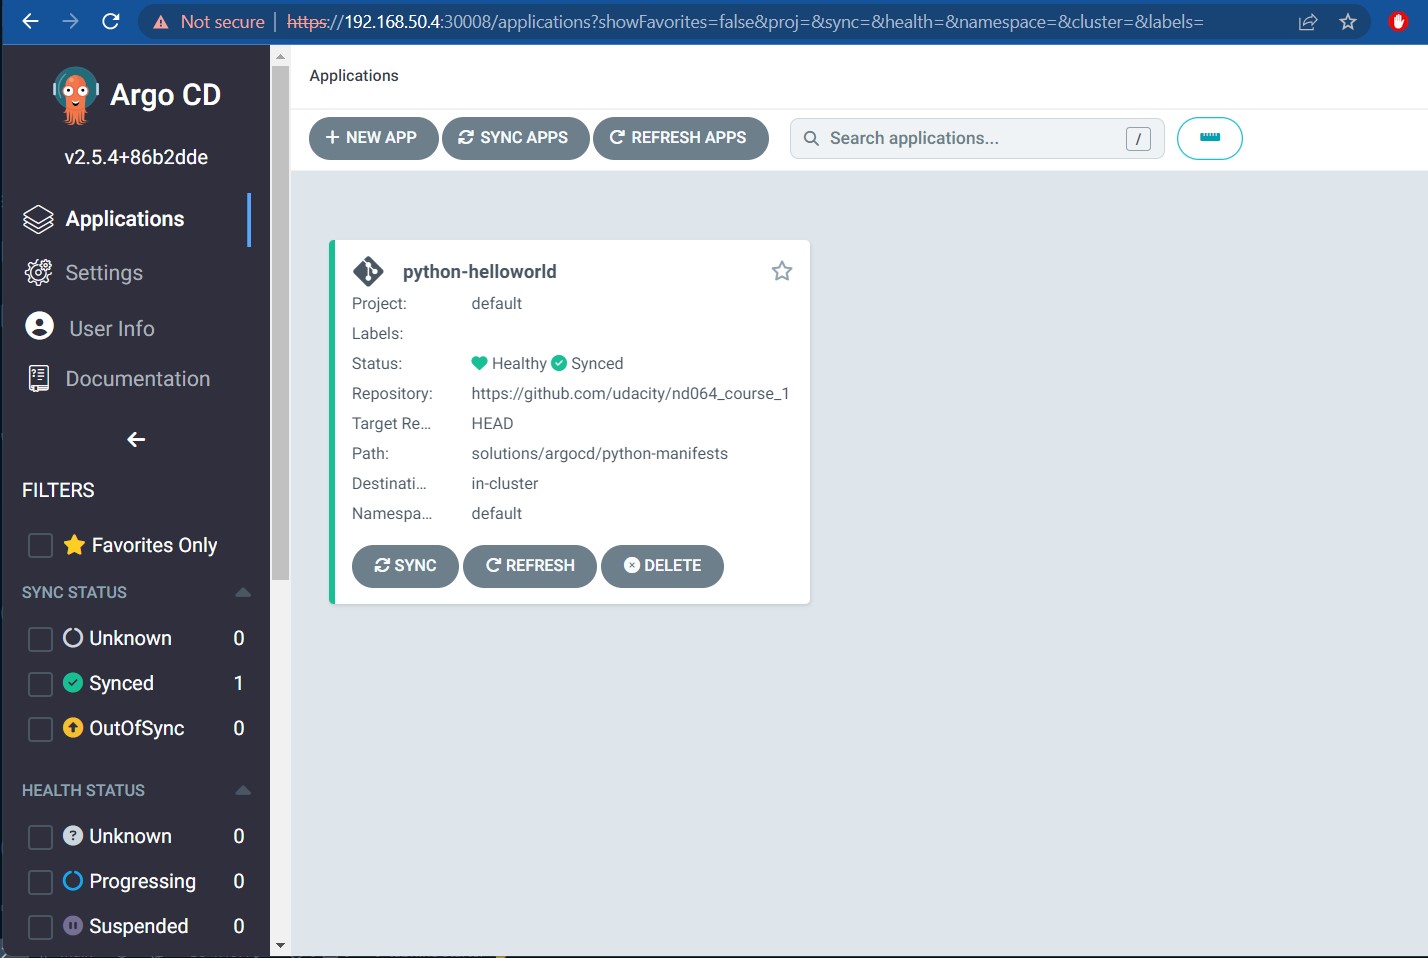 Not secure | https://192.168.50.4:30008/applications?showFavorites=false&proj=&sync=&health=&namespace=&cluster=&labels=
Argo CD
v2.5.4+86b2dde
Applications
Settings
User Info
Documentation
FILTERS
Favorites Only
SYNC STATUS
Unknown 0
Synced 1
OutOfSync 0
HEALTH STATUS
Unknown 0
Progressing 0
Suspended 0
Applications
+ NEW APP SYNC APPS REFRESH APPS Search applications... /
python-helloworld
Project: default
Labels:
Status: Healthy Synced
Repository: https://github.com/udacity/nd064_course_1
Target Re... HEAD
Path: solutions/argocd/python-manifests
Destinati... in-cluster
Namespa... default
SYNC REFRESH DELETE